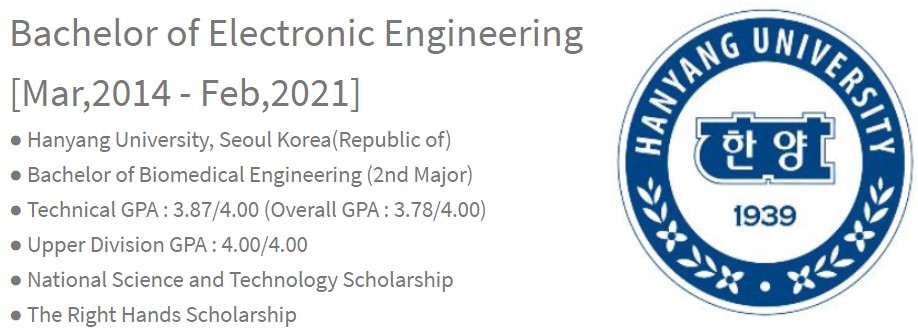 Bachelor of Electronic Engineering
[Mar,2014 - Feb,2021]
● Hanyang University, Seoul Korea(Republic of)
● Bachelor of Biomedical Engineering (2nd Major)
● Technical GPA : 3.87/4.00 (Overall GPA : 3.78/4.00)
● Upper Division GPA : 4.00/4.00
● National Science and Technology Scholarship
● The Right Hands Scholarship
HANYANG UNIVERSITY
한양
1939